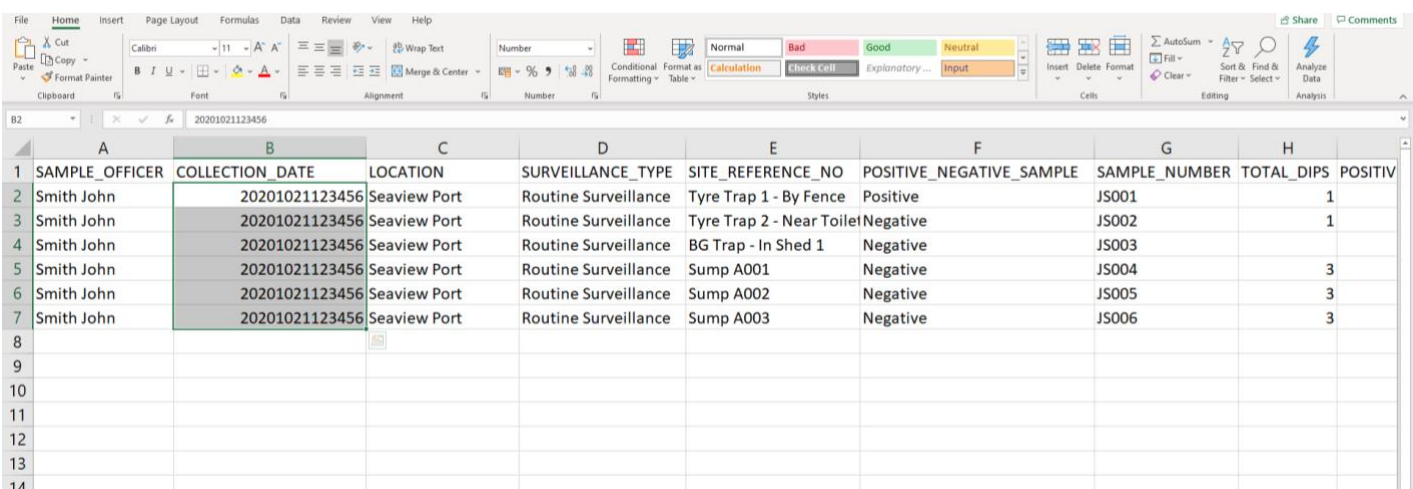 File Home Insert Page Layout Formulas Data Review View Help Share Comments
Cut Calibri 11 A^ A˅ Wrap Text Number Normal Bad Good Neutral AutoSum
Copy Fill
Paste Format Painter B I U A Merge & Center % 9 Conditional Formatting Format as Table Calculation Check Cell Explanatory ... Input Insert Delete Format Clear Sort & Filter Find & Select Analyze Data
Clipboard Font Alignment Number Styles Cells Editing Analysis
B2 fx 20201021123456
A B C D E F G H
1 SAMPLE_OFFICER COLLECTION_DATE LOCATION SURVEILLANCE_TYPE SITE_REFERENCE_NO POSITIVE_NEGATIVE_SAMPLE SAMPLE_NUMBER TOTAL_DIPS POSITIV
2 Smith John 20201021123456 Seaview Port Routine Surveillance Tyre Trap 1 - By Fence Positive JS001 1
3 Smith John 20201021123456 Seaview Port Routine Surveillance Tyre Trap 2 - Near Toilet Negative JS002 1
4 Smith John 20201021123456 Seaview Port Routine Surveillance BG Trap - In Shed 1 Negative JS003
5 Smith John 20201021123456 Seaview Port Routine Surveillance Sump A001 Negative JS004 3
6 Smith John 20201021123456 Seaview Port Routine Surveillance Sump A002 Negative JS005 3
7 Smith John 20201021123456 Seaview Port Routine Surveillance Sump A003 Negative JS006 3
8
9
10
11
12
13
14